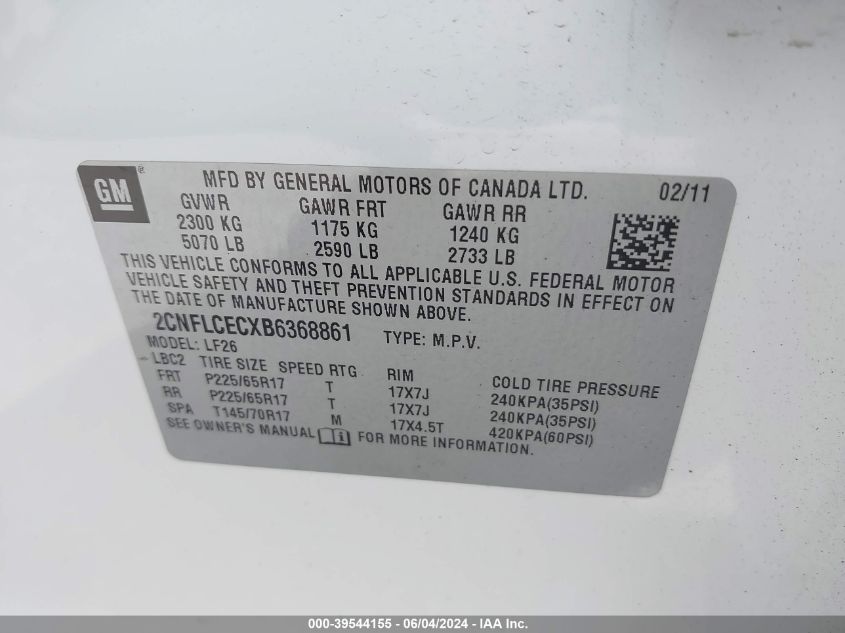 GM® MFD BY GENERAL MOTORS OF CANADA LTD. 02/11
GVWR GAWR FRT GAWR RR
2300 KG 1175 KG 1240 KG
5070 LB 2590 LB 2733 LB
THIS VEHICLE CONFORMS TO ALL APPLICABLE U.S. FEDERAL MOTOR
VEHICLE SAFETY AND THEFT PREVENTION STANDARDS IN EFFECT ON
THE DATE OF MANUFACTURE SHOWN ABOVE.
2CNFLCECXB6368861 TYPE: M.P.V.
MODEL: LF26
LBC2 TIRE SIZE SPEED RTG RIM COLD TIRE PRESSURE
FRT P225/65R17 T 17X7J 240KPA(35PSI)
RR P225/65R17 T 17X7J 240KPA(35PSI)
SPA T145/70R17 M 17X4.5T 420KPA(60PSI)
SEE OWNER'S MANUAL FOR MORE INFORMATION.
000-39544155 - 06/04/2024 - IAA Inc.